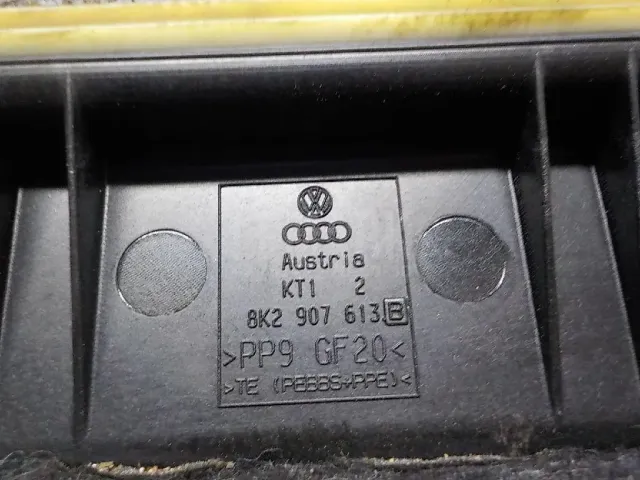 Austria
KT1 2
8K2 907 613 B
>PP9 GF20<
>TE (PEBBS+PPE)<